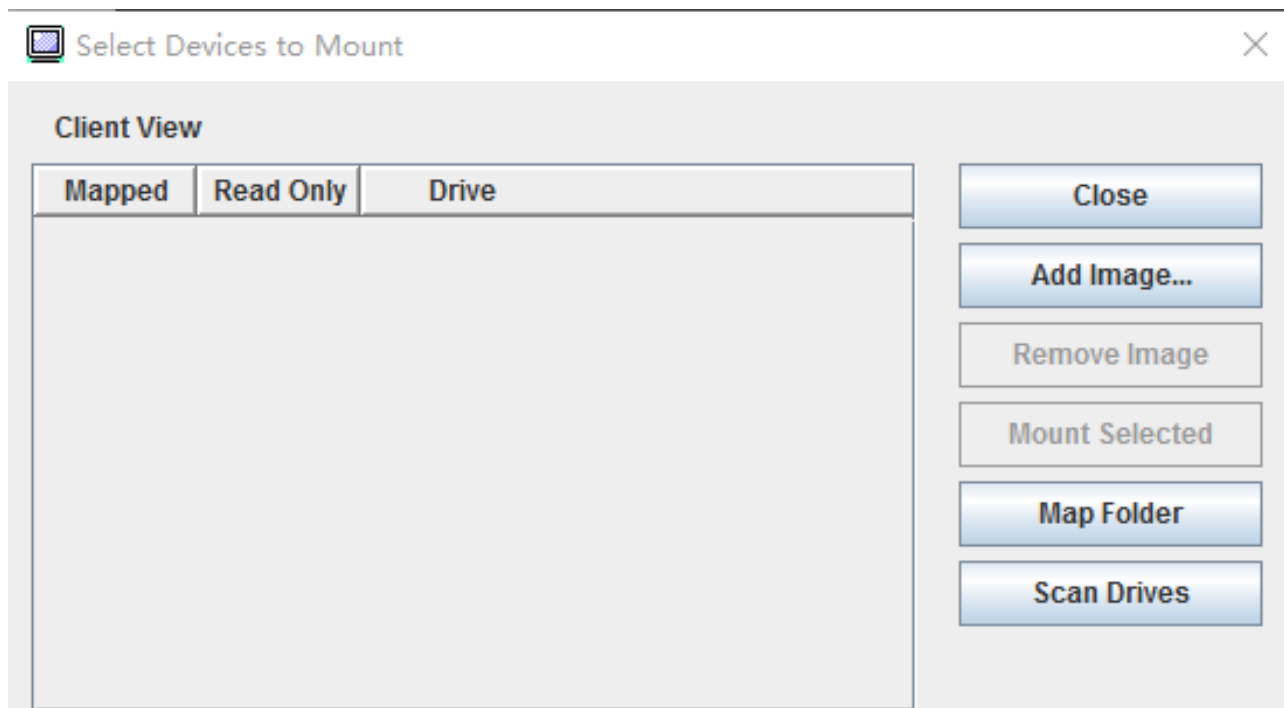 Select Devices to Mount
Client View
Mapped Read Only Drive
Close
Add Image...
Remove Image
Mount Selected
Map Folder
Scan Drives